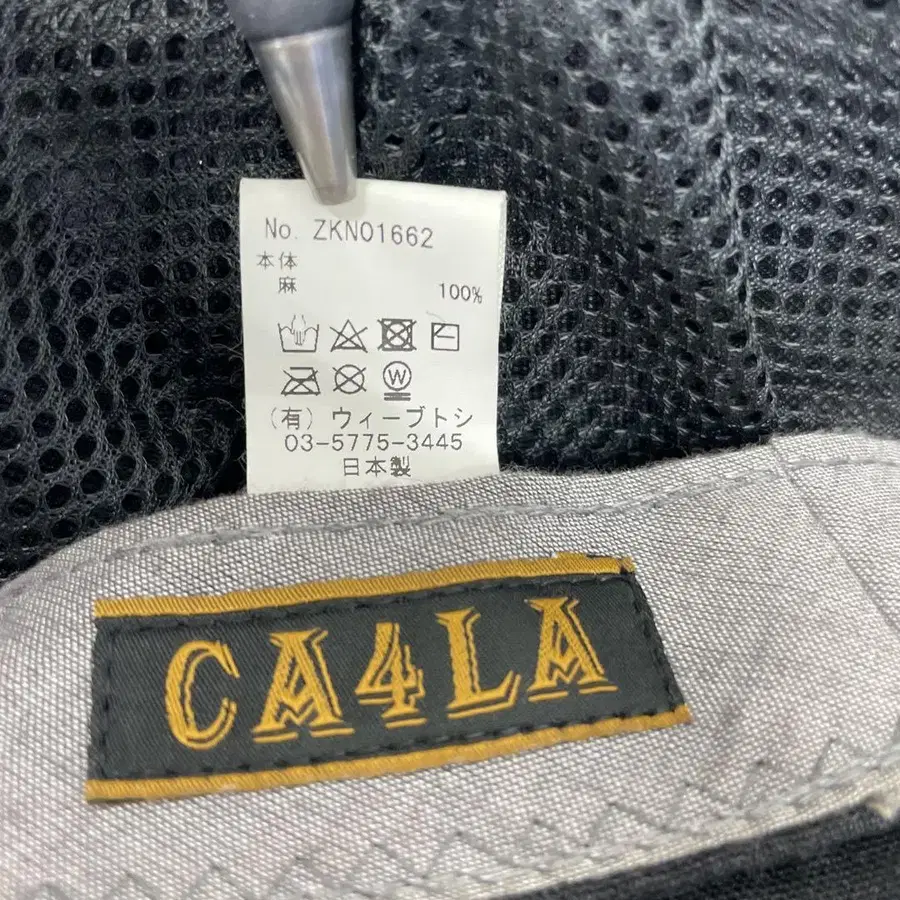 No. ZKN01662
本体
麻 100%
W
(有) ウィーブトシ
03-5775-3445
日本製
CA4LA